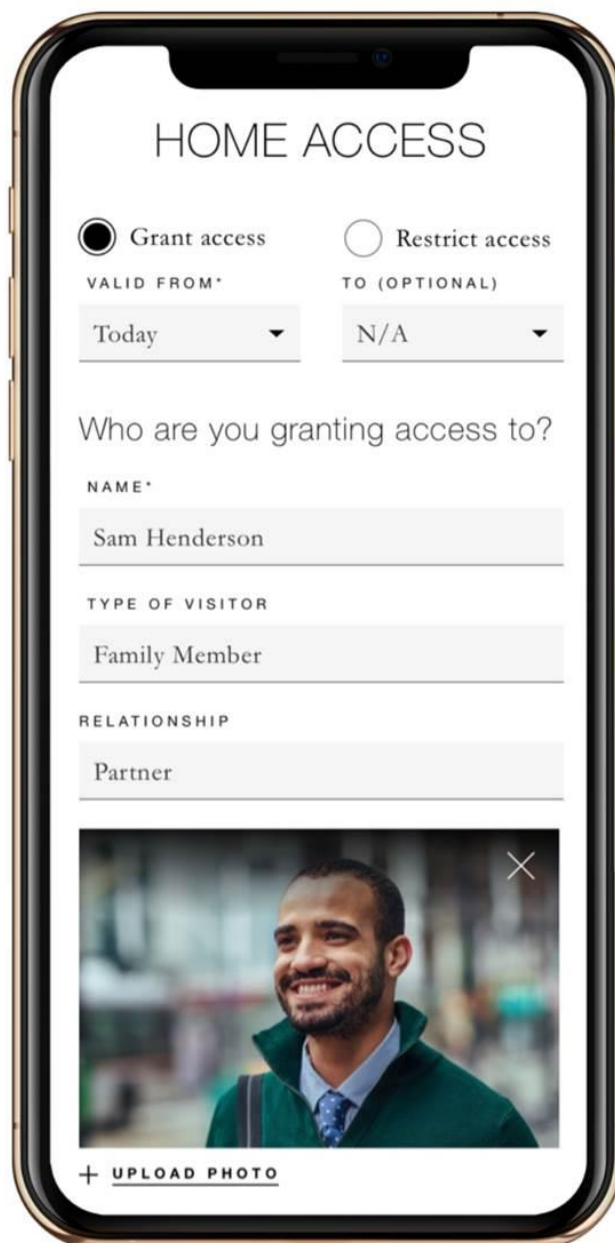 HOME ACCESS
Grant access Restrict access
VALID FROM* TO (OPTIONAL)
Today N/A
Who are you granting access to?
NAME*
Sam Henderson
TYPE OF VISITOR
Family Member
RELATIONSHIP
Partner
+ UPLOAD PHOTO